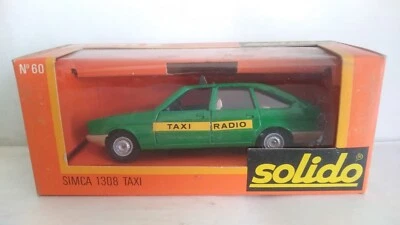 N° 60
TAXI RADIO
solido
SIMCA 1308 TAXI